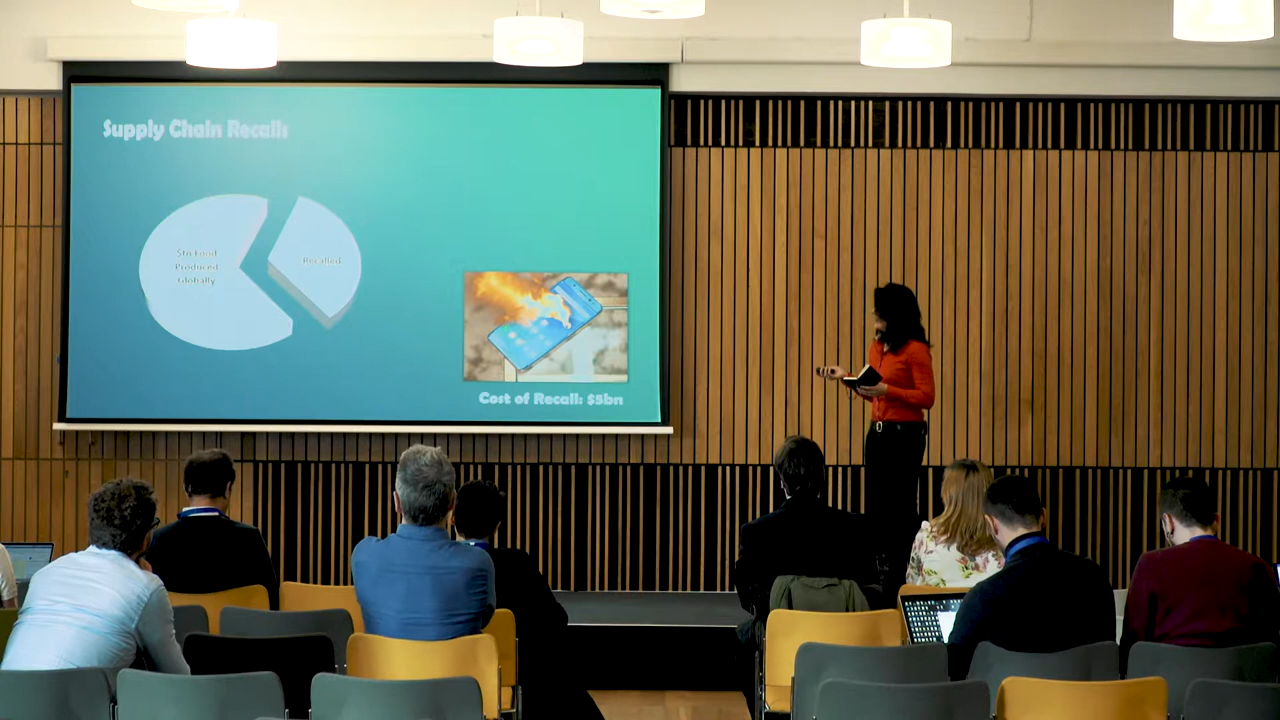 Supply Chain Recalls
$tn Food
Produced
Globally
Recalled
Cost of Recall: $5bn